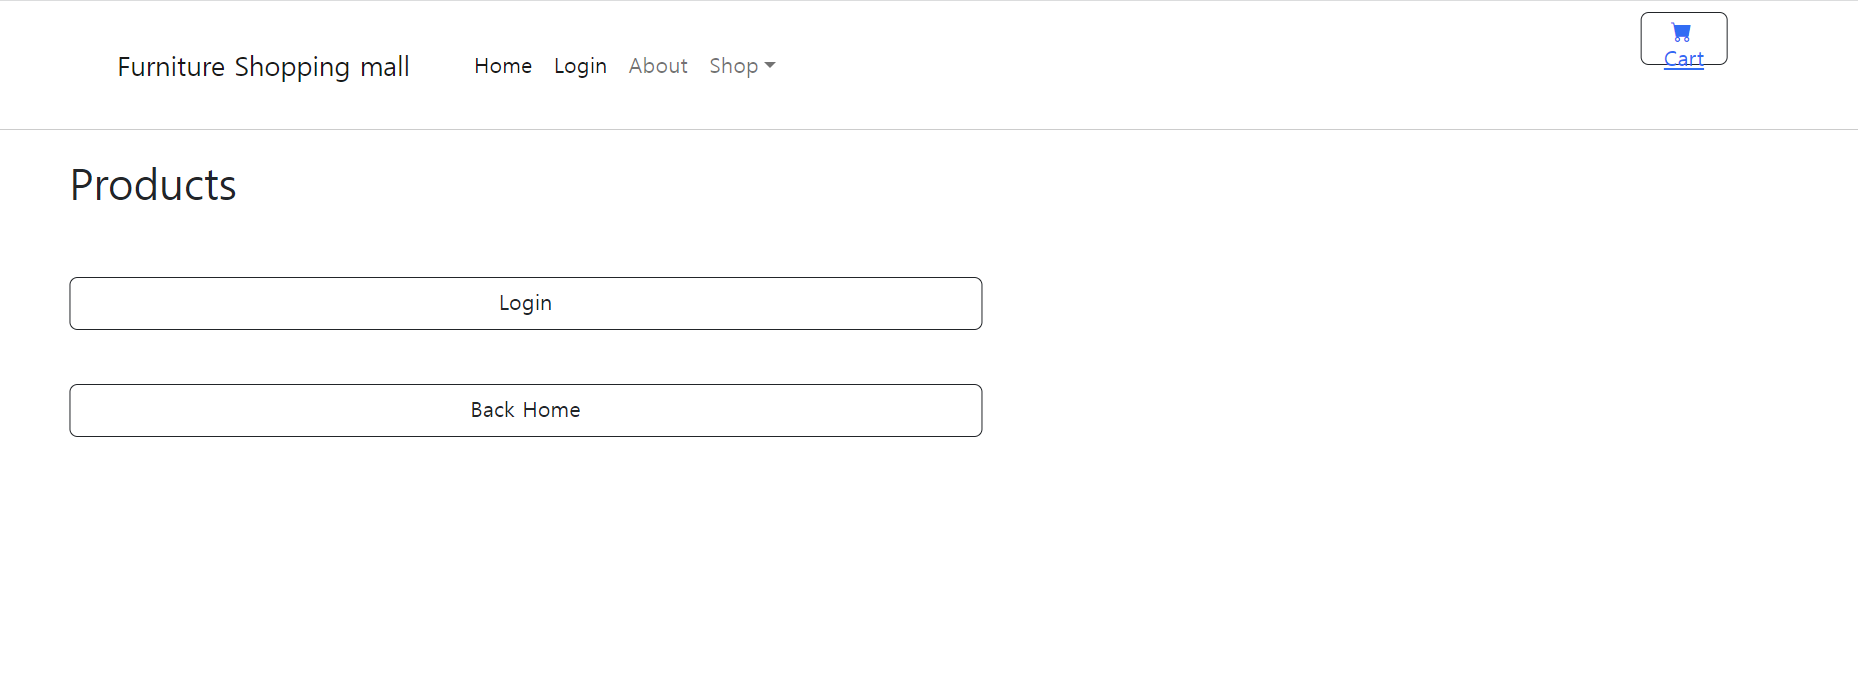 Furniture Shopping mall Home Login About Shop Cart
Products
Login
Back Home